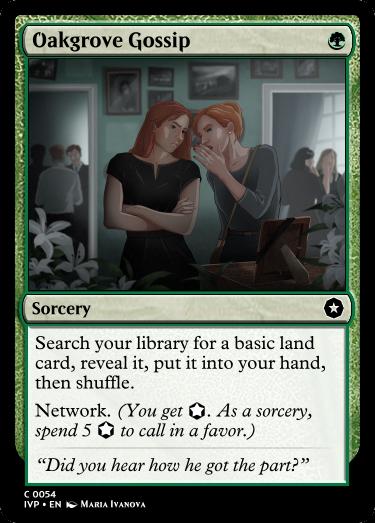 Oakgrove Gossip
Sorcery
Search your library for a basic land
card, reveal it, put it into your hand,
then shuffle.
Network. (You get . As a sorcery,
spend 5 to call in a favor.)
“Did you hear how he got the part?”
C 0054
IVP • EN Maria Ivanova